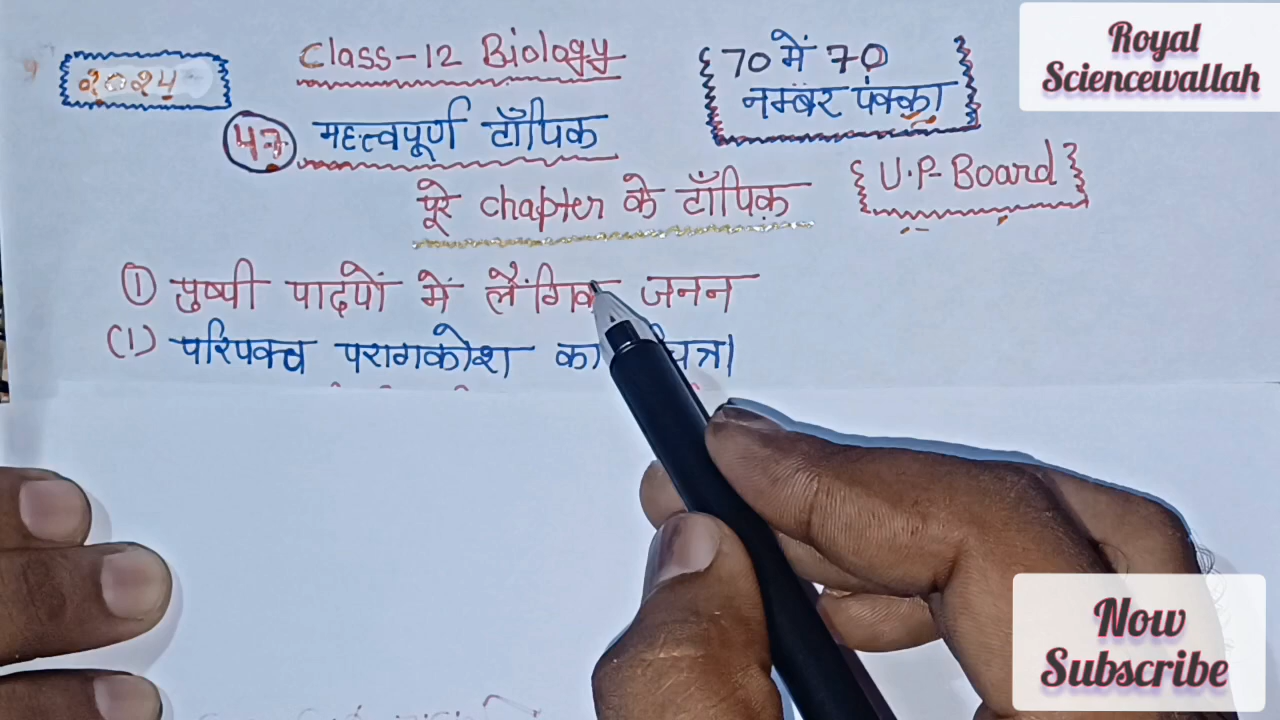 2024
Class-12 Biology
47 महत्त्वपूर्ण टॉपिक
{70 में 70
नम्बर पक्का}
Royal
Sciencewallah
पूरे chapter के टॉपिक
{U.P Board}
① पुष्पी पादपों में लैंगिक जनन
(1) परिपक्व परागकोश का चित्र।
Now
Subscribe